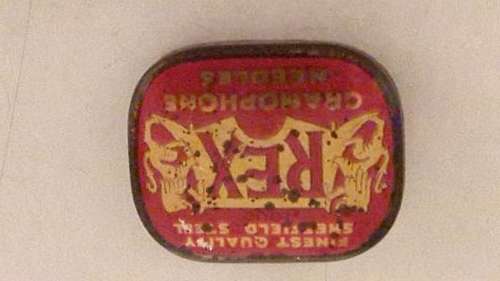 FINEST QUALITY
SHEFFIELD STEEL
REX
GRAMOPHONE
NEEDLES